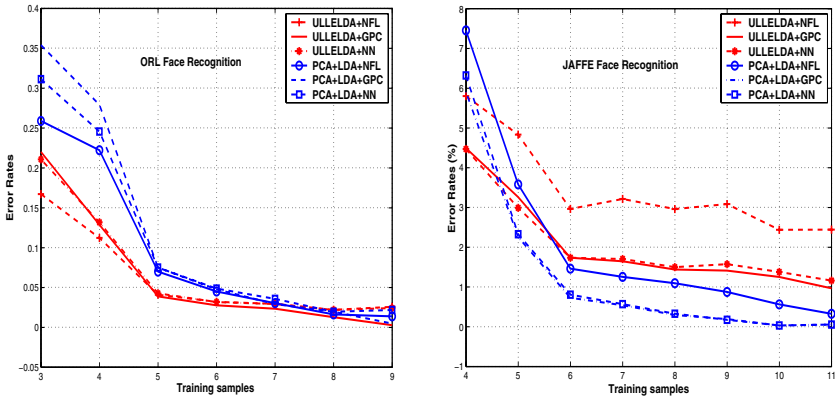 ORL Face Recognition
ULLELDA+NFL
ULLELDA+GPC
ULLELDA+NN
PCA+LDA+NFL
PCA+LDA+GPC
PCA+LDA+NN
Error Rates
0.4
0.35
0.3
0.25
0.2
0.15
0.1
0.05
0
−0.05
3 4 5 6 7 8 9
Training samples
JAFFE Face Recognition
ULLELDA+NFL
ULLELDA+GPC
ULLELDA+NN
PCA+LDA+NFL
PCA+LDA+GPC
PCA+LDA+NN
Error Rates (%)
8
7
6
5
4
3
2
1
0
−1
4 5 6 7 8 9 10 11
Training samples